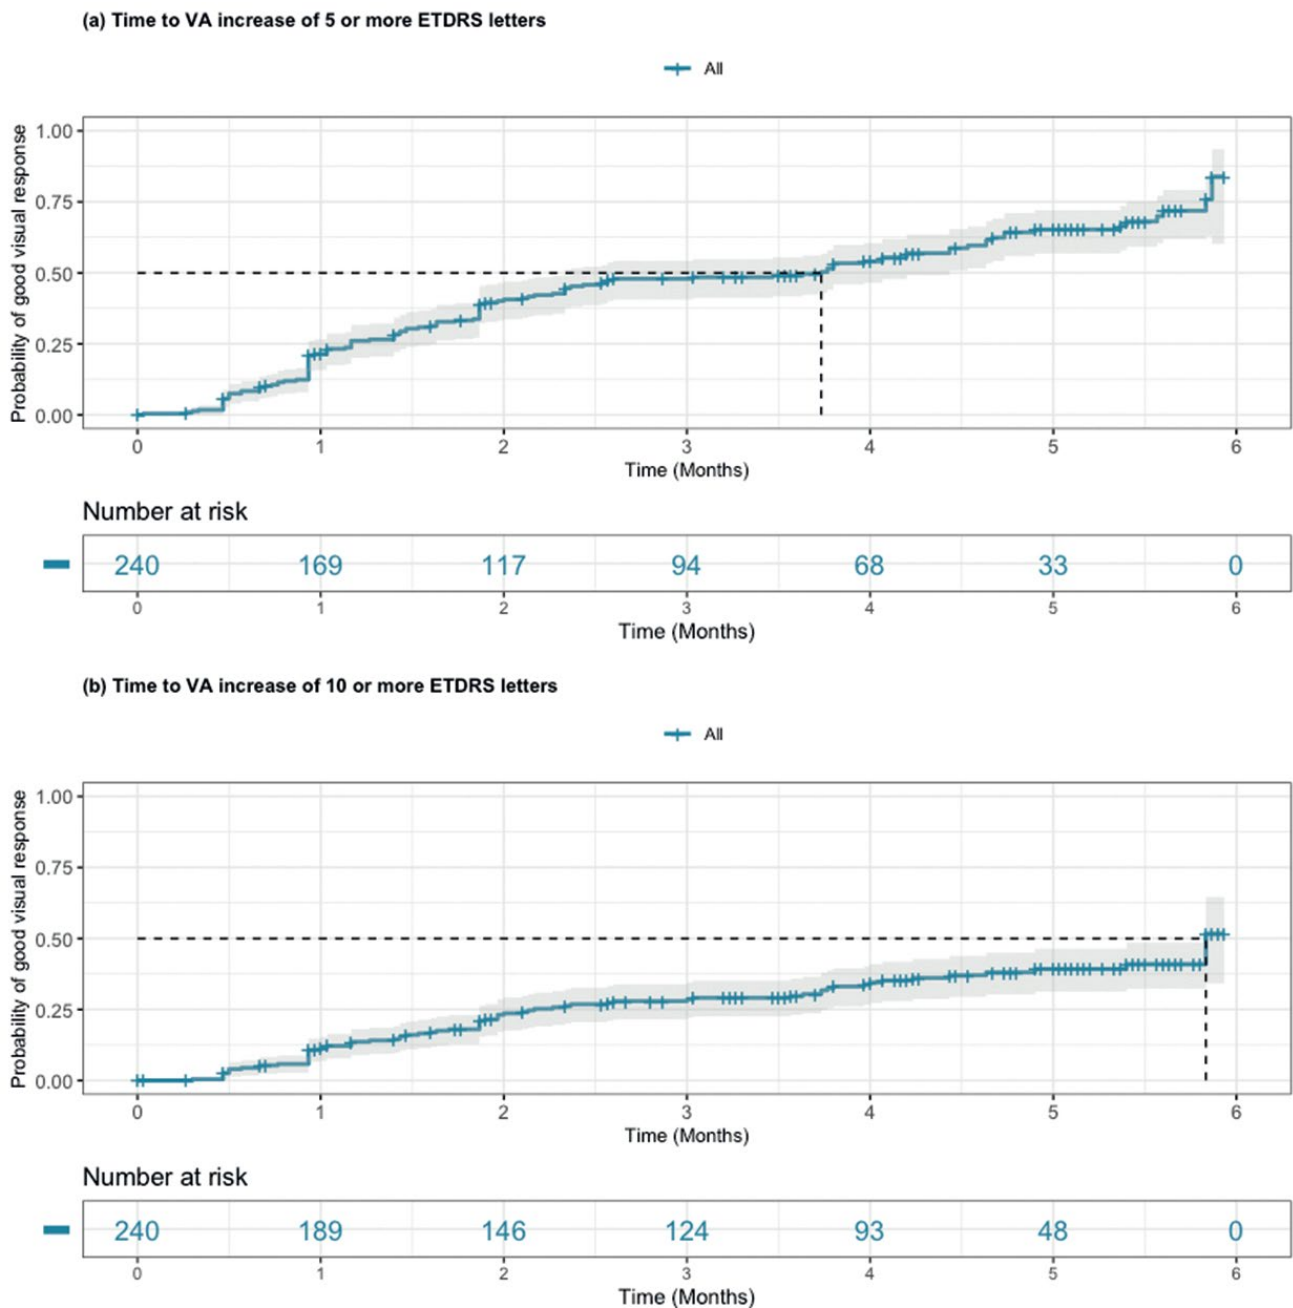 (a) Time to VA increase of 5 or more ETDRS letters
All
Probability of good visual response
1.00
0.75
0.50
0.25
0.00
0 1 2 3 4 5 6
Time (Months)
Number at risk
240 169 117 94 68 33 0
0 1 2 3 4 5 6
Time (Months)
(b) Time to VA increase of 10 or more ETDRS letters
All
Probability of good visual response
1.00
0.75
0.50
0.25
0.00
0 1 2 3 4 5 6
Time (Months)
Number at risk
240 189 146 124 93 48 0
0 1 2 3 4 5 6
Time (Months)